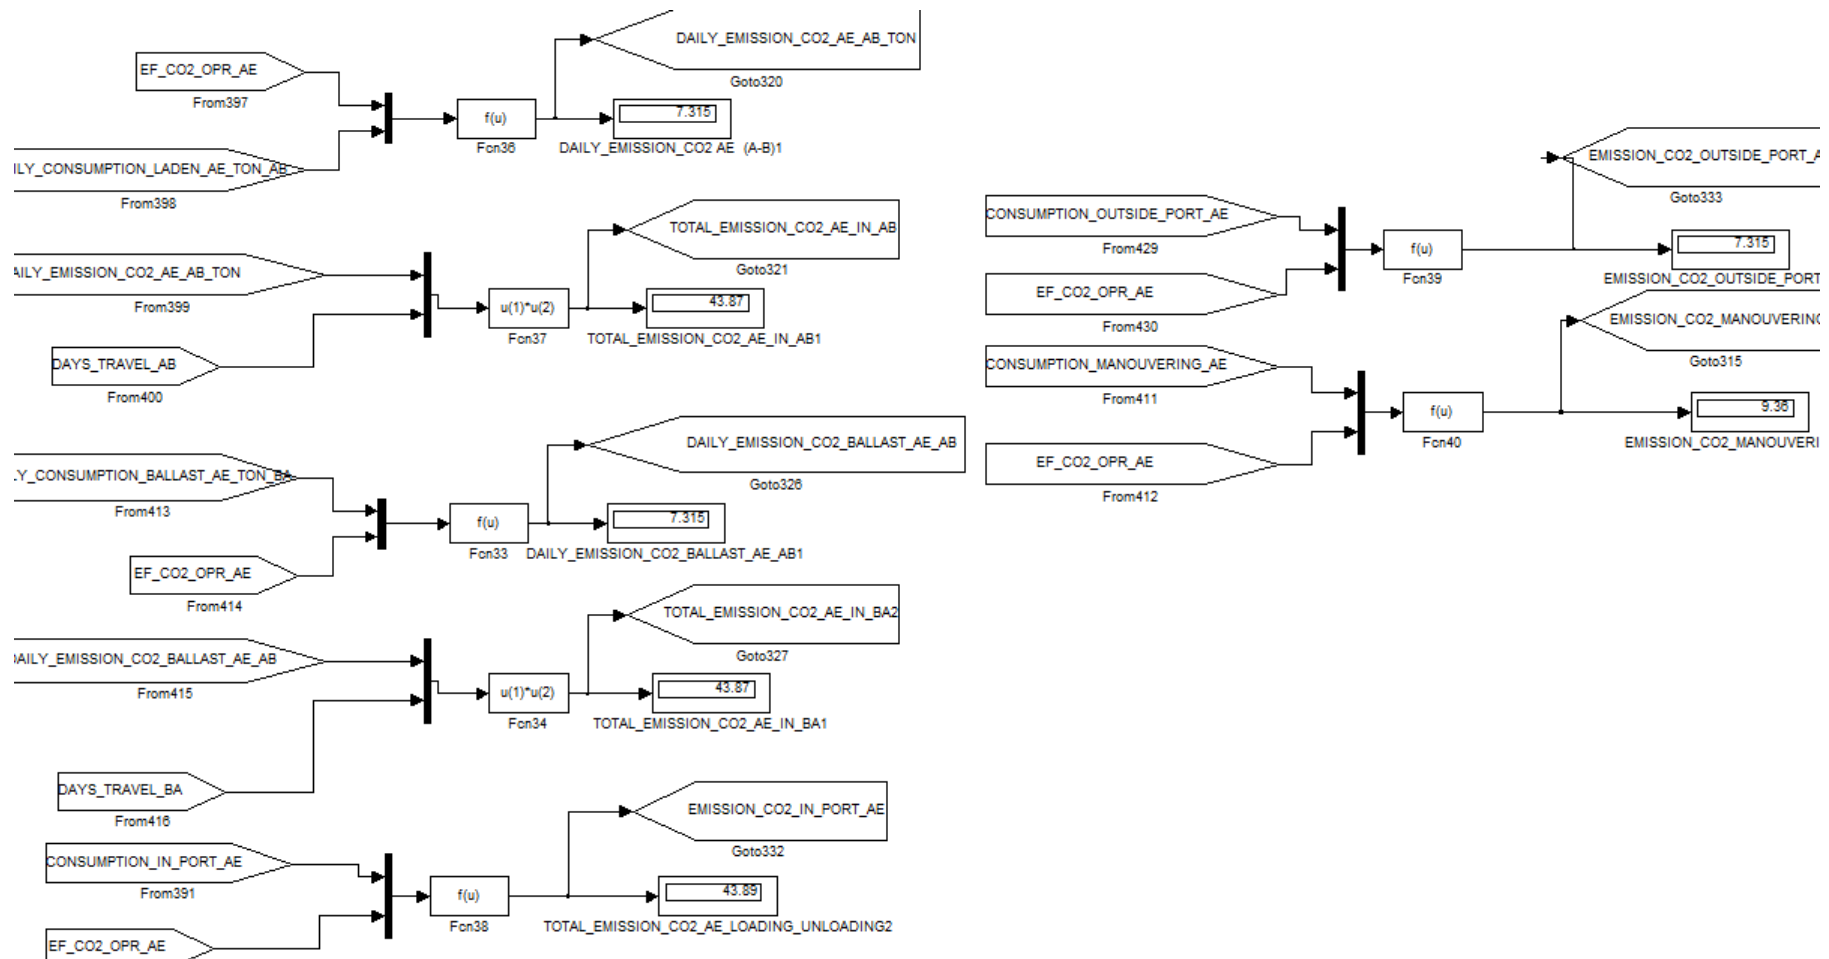 DAILY_EMISSION_CO2_AE_AB_TON
Goto320
EF_CO2_OPR_AE
From397
7.315
f(u)
Fcn36
DAILY_EMISSION_CO2 AE (A-B)1
ILY_CONSUMPTION_LADEN_AE_TON_AB
From398
TOTAL_EMISSION_CO2_AE_IN_AB
Goto321
AILY_EMISSION_CO2_AE_AB_TON
From399
43.87
u(1)*u(2)
Fcn37
TOTAL_EMISSION_CO2_AE_IN_AB1
DAYS_TRAVEL_AB
From400
DAILY_EMISSION_CO2_BALLAST_AE_AB
Goto326
LY_CONSUMPTION_BALLAST_AE_TON_BA
From413
7.315
f(u)
Fcn33
DAILY_EMISSION_CO2_BALLAST_AE_AB1
EF_CO2_OPR_AE
From414
TOTAL_EMISSION_CO2_AE_IN_BA2
Goto327
DAILY_EMISSION_CO2_BALLAST_AE_AB
From415
43.87
u(1)*u(2)
Fcn34
TOTAL_EMISSION_CO2_AE_IN_BA1
DAYS_TRAVEL_BA
From416
EMISSION_CO2_IN_PORT_AE
Goto332
CONSUMPTION_IN_PORT_AE
From391
43.89
f(u)
Fcn38
TOTAL_EMISSION_CO2_AE_LOADING_UNLOADING2
EF_CO2_OPR_AE
EMISSION_CO2_OUTSIDE_PORT_A
Goto333
CONSUMPTION_OUTSIDE_PORT_AE
From429
7.315
f(u)
Fcn39
EMISSION_CO2_OUTSIDE_PORT
EF_CO2_OPR_AE
From430
EMISSION_CO2_MANOUVERING
Goto315
CONSUMPTION_MANOUVERING_AE
From411
9.36
f(u)
Fcn40
EMISSION_CO2_MANOUVERI
EF_CO2_OPR_AE
From412